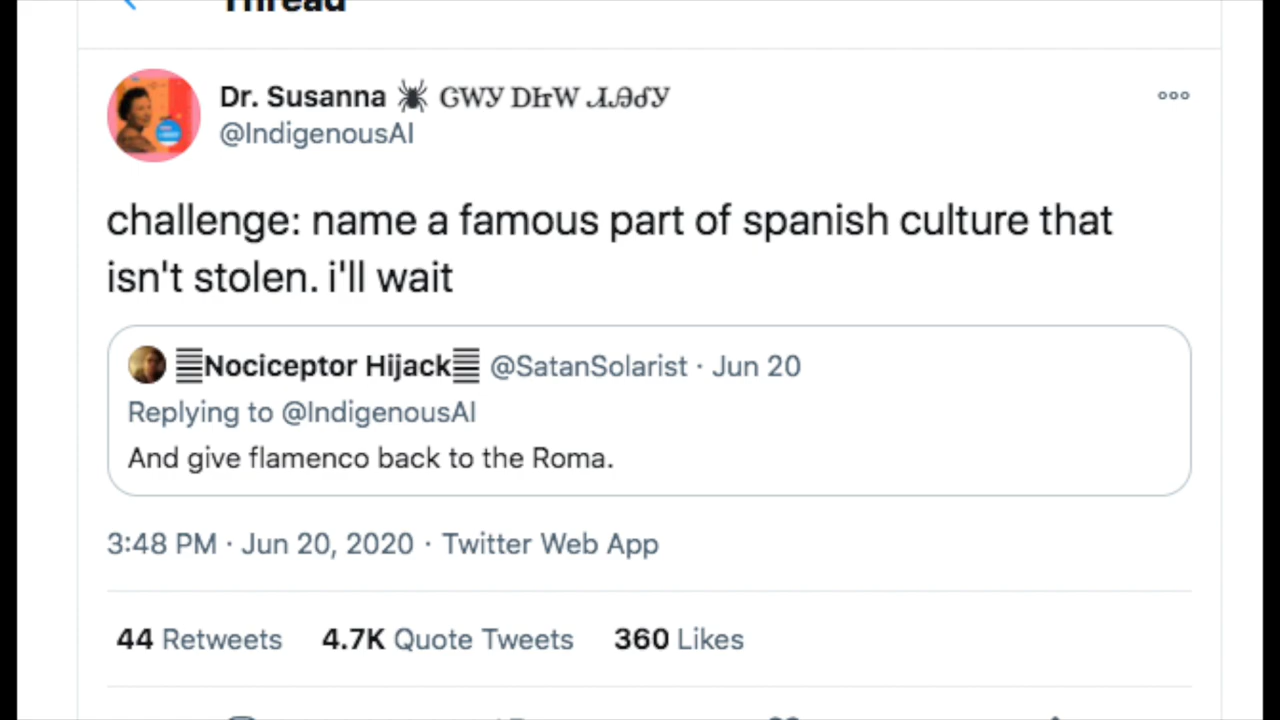 Thread
Dr. Susanna 🕷 ᏣᎳᎩ ᎠᏥᎳ ᏗᎯᎴᎩ
@IndigenousAI
challenge: name a famous part of spanish culture that
isn't stolen. i'll wait
𝄛Nociceptor Hijack𝄛 @SatanSolarist · Jun 20
Replying to @IndigenousAI
And give flamenco back to the Roma.
3:48 PM · Jun 20, 2020 · Twitter Web App
44 Retweets 4.7K Quote Tweets 360 Likes